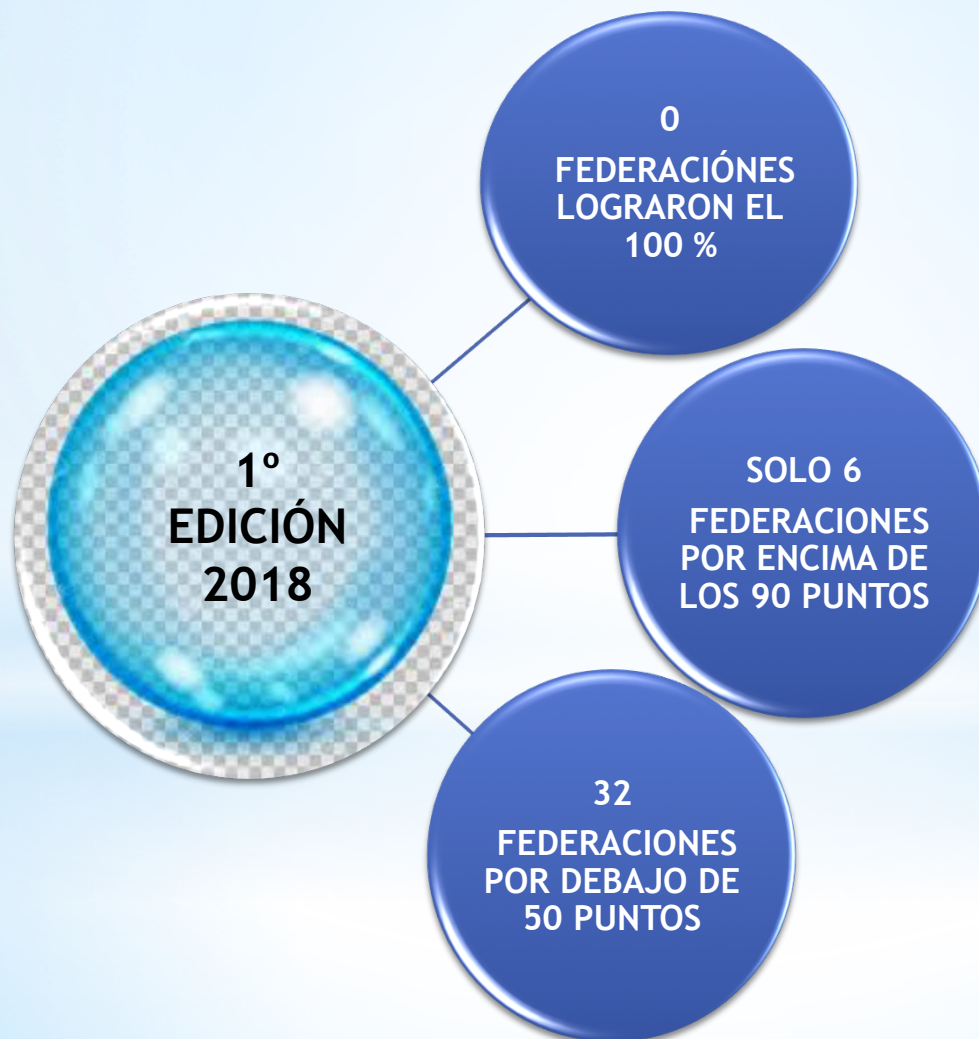 0
FEDERACIÓNES
LOGRARON EL
100 %
1º
EDICIÓN
2018
SOLO 6
FEDERACIONES
POR ENCIMA DE
LOS 90 PUNTOS
32
FEDERACIONES
POR DEBAJO DE
50 PUNTOS